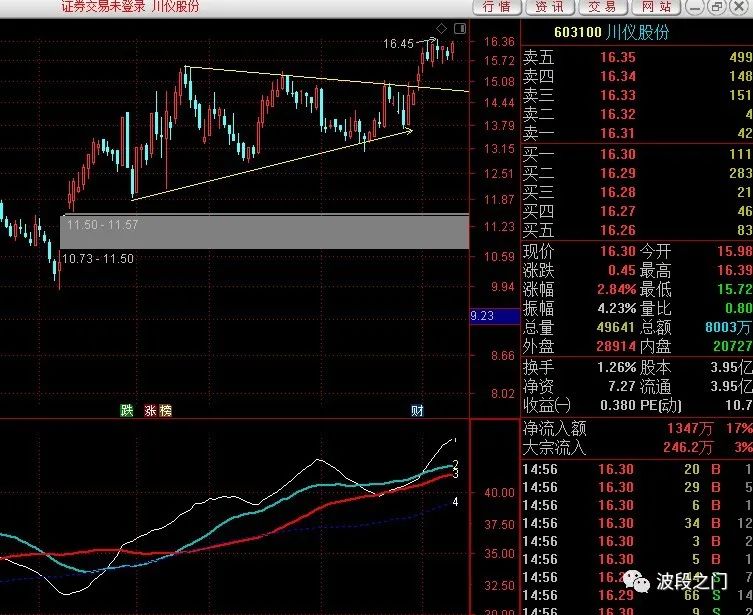 证券交易未登录 川仪股份 行情 资讯 交易 网站
603100 川仪股份
16.45
16.36
15.72
15.08
14.44
13.79
13.15
12.51
11.87
11.23
10.59
9.94
9.23
8.66
8.02
11.50 - 11.57
10.73 - 11.50
跌 涨 榜 财
1
2
3
4
40.00
37.50
35.00
32.50
卖五 16.35 499
卖四 16.34 148
卖三 16.33 151
卖二 16.32 4
卖一 16.31 42
买一 16.30 111
买二 16.29 283
买三 16.28 21
买四 16.27 46
买五 16.26 83
现价 16.30 今开 15.98
涨跌 0.45 最高 16.39
涨幅 2.84% 最低 15.72
振幅 4.23% 量比 0.80
总量 49641 总额 8003万
外盘 28914 内盘 20727
换手 1.26% 股本 3.95亿
净资 7.27 流通 3.95亿
收益(一) 0.380 PE(动) 10.7
净流入额 1347万 17%
大宗流入 246.2万 3%
14:56 16.30 20 B 1
14:56 16.30 29 B 5
14:56 16.30 6 B 1
14:56 16.30 34 B 12
14:56 16.30 3 B 2
14:56 16.30 5 B 1
14:56 S 7
14:56 16.29 66 S 14
14:56 16.30 9 S 2
波段之门